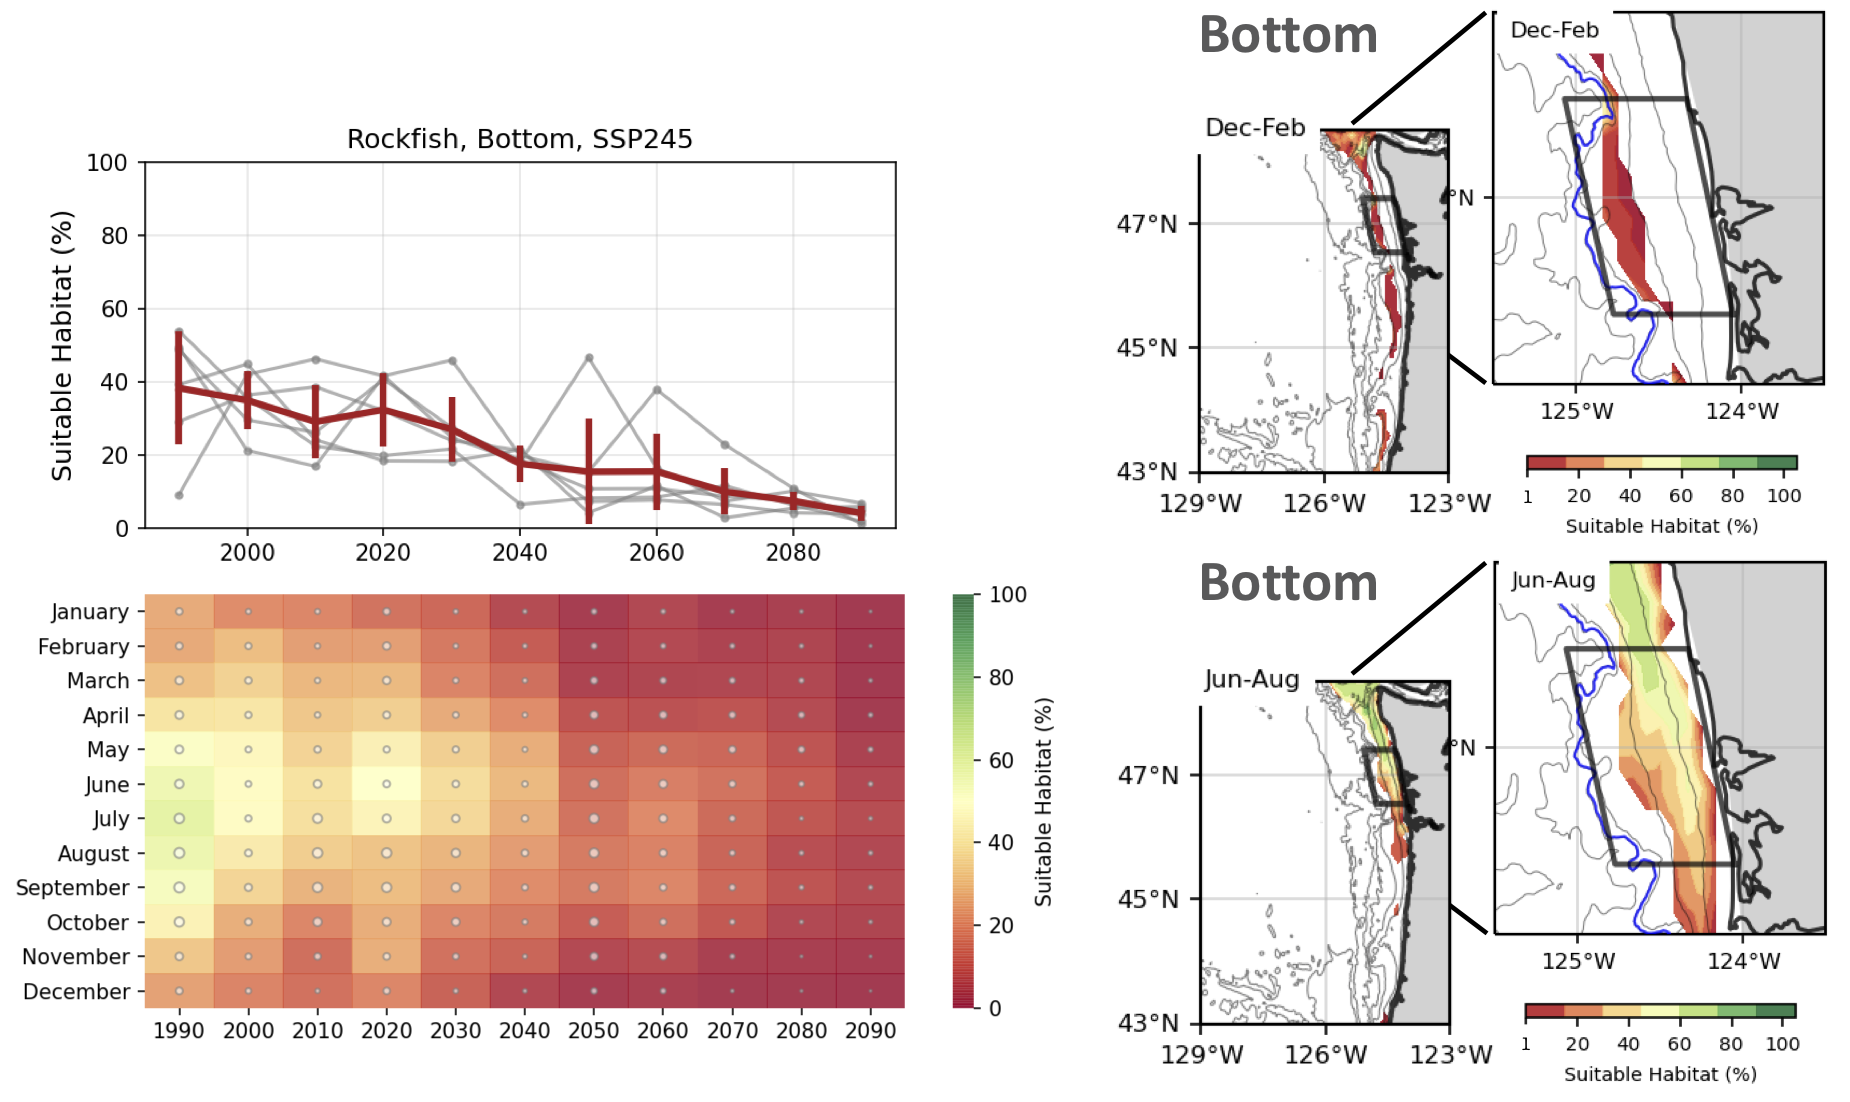 Rockfish, Bottom, SSP245
Suitable Habitat (%)
100
80
60
40
20
0
2000 2020 2040 2060 2080
January
February
March
April
May
June
July
August
September
October
November
December
1990 2000 2010 2020 2030 2040 2050 2060 2070 2080 2090
100
80
60
40
20
0
Suitable Habitat (%)
Bottom
Dec-Feb
47°N
45°N
43°N
129°W 126°W 123°W
Dec-Feb
°N
125°W 124°W
1 20 40 60 80 100
Suitable Habitat (%)
Bottom
Jun-Aug
47°N
45°N
43°N
129°W 126°W 123°W
Jun-Aug
°N
125°W 124°W
1 20 40 60 80 100
Suitable Habitat (%)